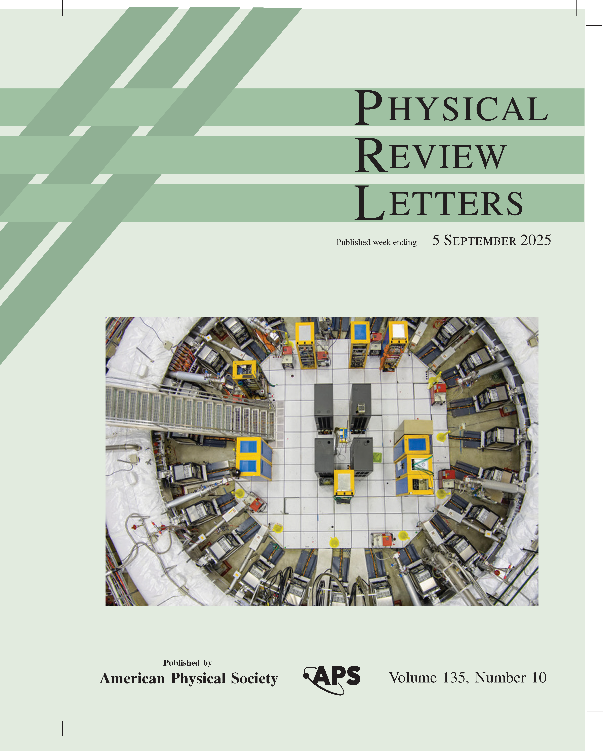 PHYSICAL
REVIEW
LETTERS
Published week ending 5 SEPTEMBER 2025
Published by
American Physical Society
APS
Volume 135, Number 10